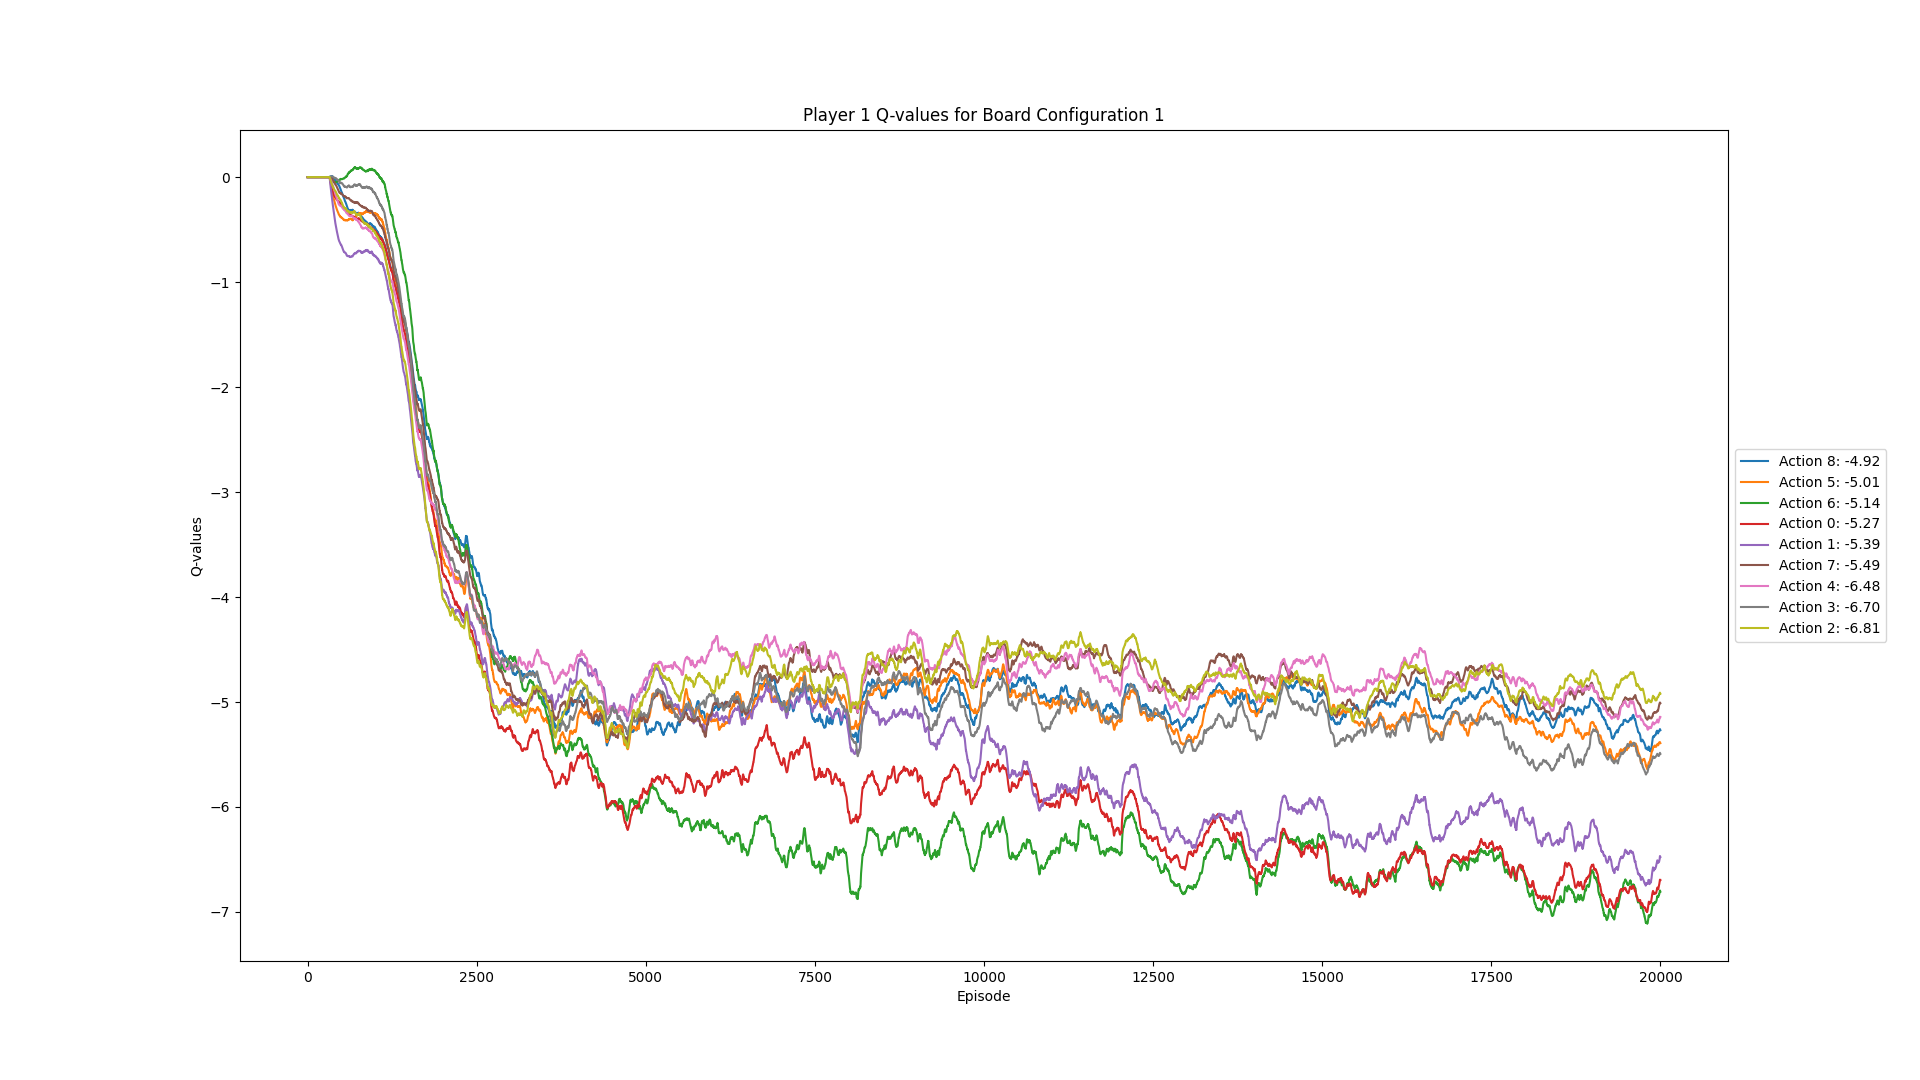 Player 1 Q-values for Board Configuration 1
0
−1
−2
−3
−4
−5
−6
−7
Q-values
0
2500
5000
7500
10000
12500
15000
17500
20000
Episode
Action 8: -4.92
Action 5: -5.01
Action 6: -5.14
Action 0: -5.27
Action 1: -5.39
Action 7: -5.49
Action 4: -6.48
Action 3: -6.70
Action 2: -6.81